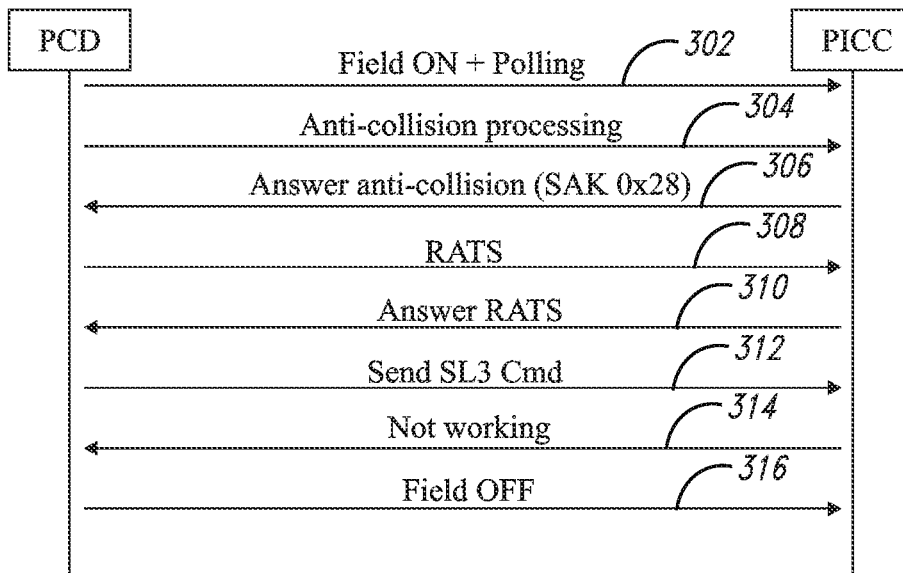 PCD
PICC
Field ON + Polling
302
Anti-collision processing
304
Answer anti-collision (SAK 0x28)
306
RATS
308
Answer RATS
310
Send SL3 Cmd
312
Not working
314
Field OFF
316